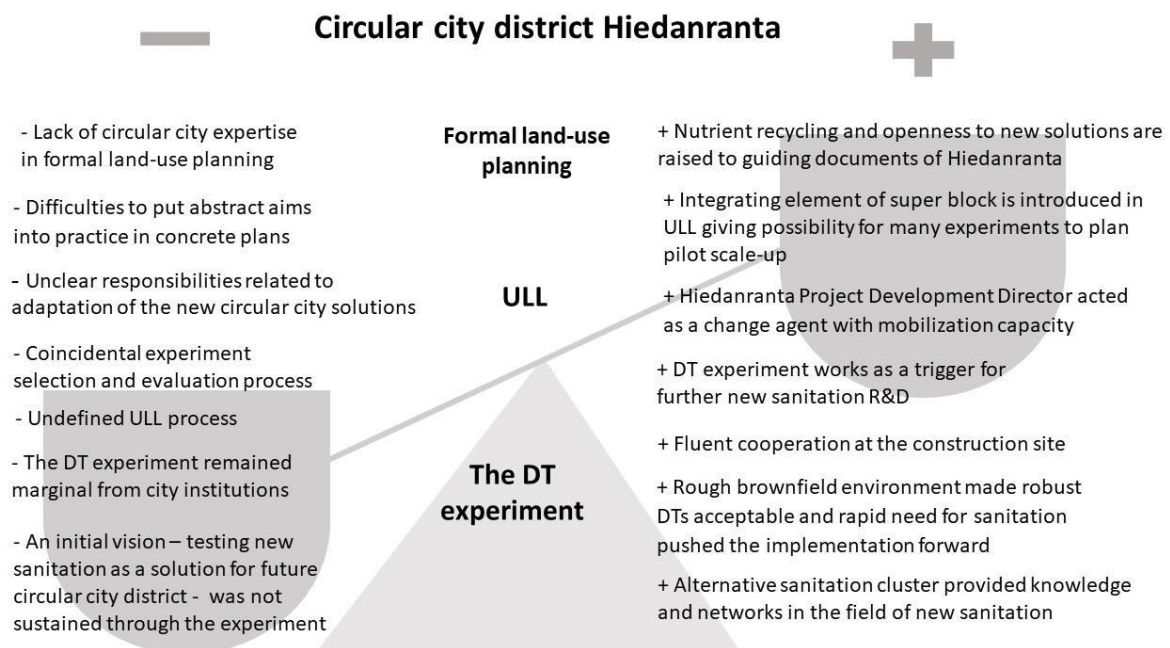 Circular city district Hiedanranta
- Lack of circular city expertise
in formal land-use planning
- Difficulties to put abstract aims
into practice in concrete plans
- Unclear responsibilities related to
adaptation of the new circular city solutions
- Coincidental experiment
selection and evaluation process
- Undefined ULL process
- The DT experiment remained
marginal from city institutions
- An initial vision – testing new
sanitation as a solution for future
circular city district - was not
sustained through the experiment
Formal land-use
planning
ULL
The DT
experiment
+ Nutrient recycling and openness to new solutions are
raised to guiding documents of Hiedanranta
+ Integrating element of super block is introduced in
ULL giving possibility for many experiments to plan
pilot scale-up
+ Hiedanranta Project Development Director acted
as a change agent with mobilization capacity
+ DT experiment works as a trigger for
further new sanitation R&D
+ Fluent cooperation at the construction site
+ Rough brownfield environment made robust
DTs acceptable and rapid need for sanitation
pushed the implementation forward
+ Alternative sanitation cluster provided knowledge
and networks in the field of new sanitation